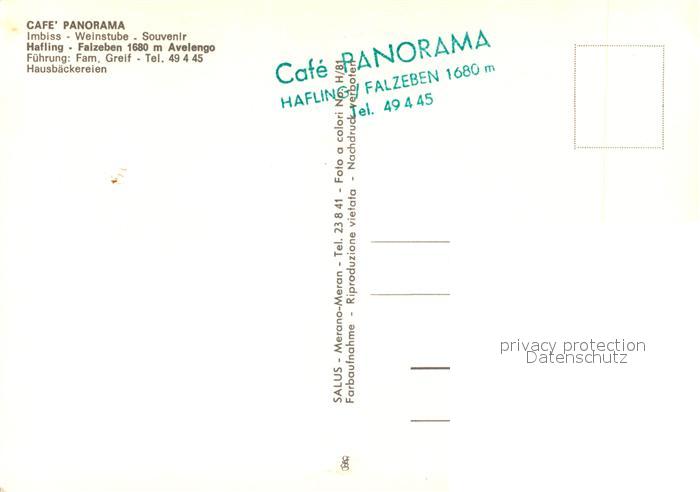 CAFE' PANORAMA
Imbiss - Weinstube - Souvenir
Hafling - Falzeben 1680 m Avelengo
Führung: Fam. Greif - Tel. 49 4 45
Hausbäckereien
Café PANORAMA
HAFLING / FALZEBEN 1680 m
Tel. 49 4 45
SALUS - Merano-Meran - Tel. 23 8 41 - Foto a colori No. H/81
Farbaufnahme - Riproduzione vietata - Nachdruck verboten
privacy protection
Datenschutz